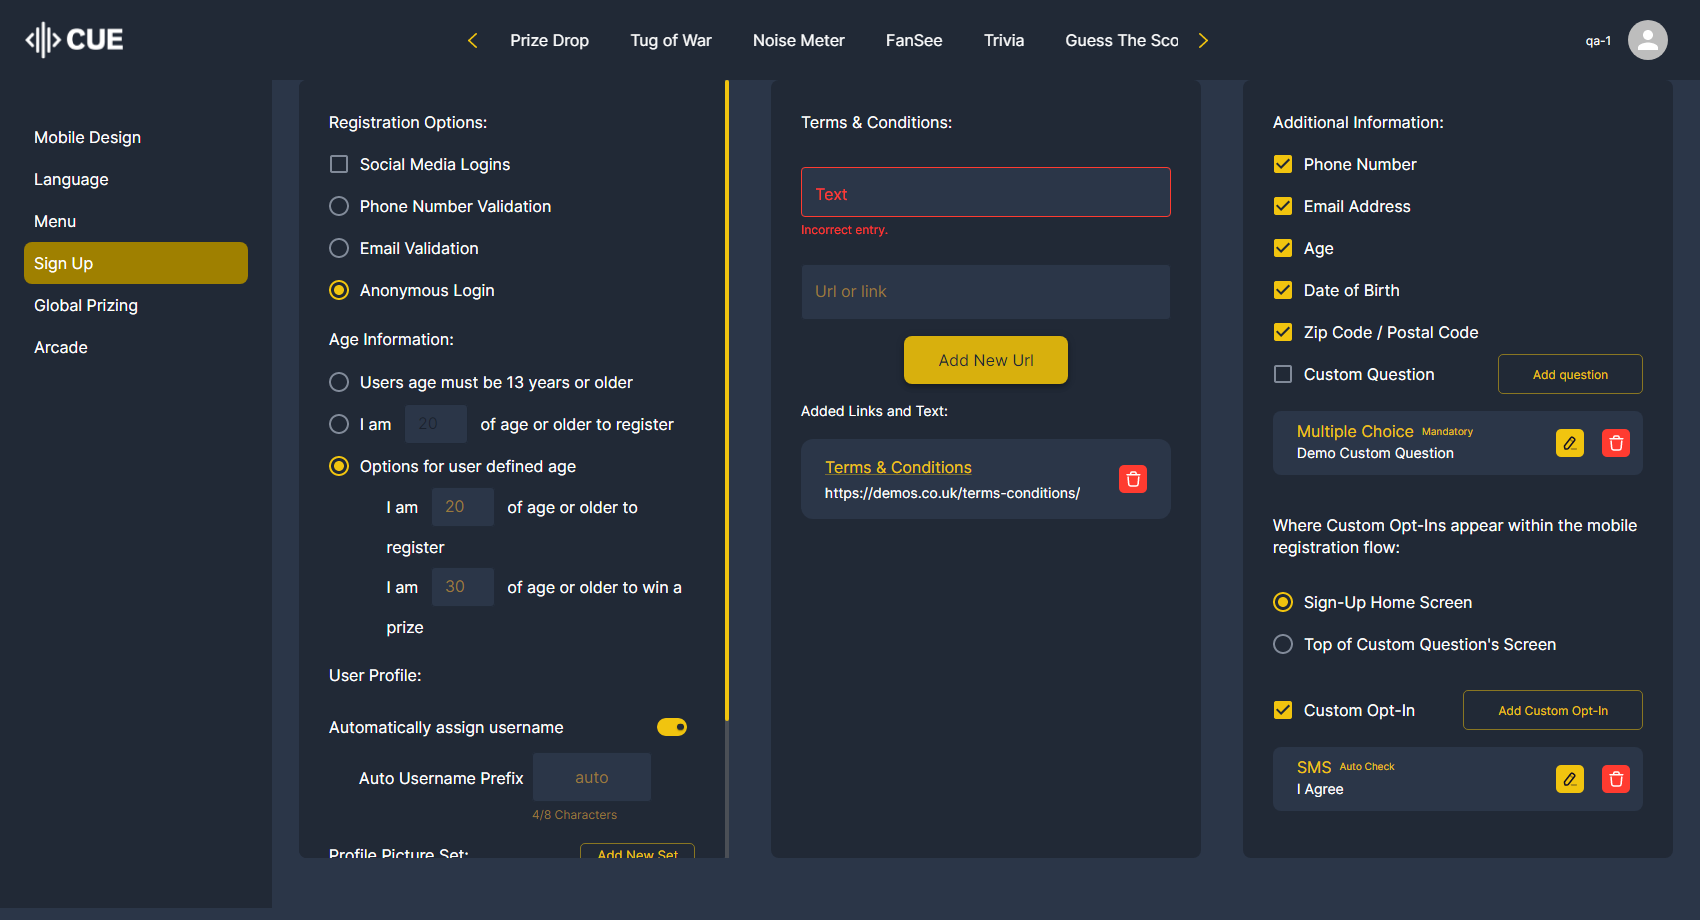 CUE
Prize Drop
Tug of War
Noise Meter
FanSee
Trivia
Guess The Sco
qa-1
Mobile Design
Language
Menu
Sign Up
Global Prizing
Arcade
Registration Options:
Social Media Logins
Phone Number Validation
Email Validation
Anonymous Login
Age Information:
Users age must be 13 years or older
I am 20 of age or older to register
Options for user defined age
I am 20 of age or older to
register
I am 30 of age or older to win a
prize
User Profile:
Automatically assign username
Auto Username Prefix auto
4/8 Characters
Profile Picture Set:
Add New Set
Terms & Conditions:
Text
Incorrect entry.
Url or link
Add New Url
Added Links and Text:
Terms & Conditions
https://demos.co.uk/terms-conditions/
Additional Information:
Phone Number
Email Address
Age
Date of Birth
Zip Code / Postal Code
Custom Question
Add question
Multiple Choice Mandatory
Demo Custom Question
Where Custom Opt-Ins appear within the mobile
registration flow:
Sign-Up Home Screen
Top of Custom Question's Screen
Custom Opt-In
Add Custom Opt-In
SMS Auto Check
I Agree